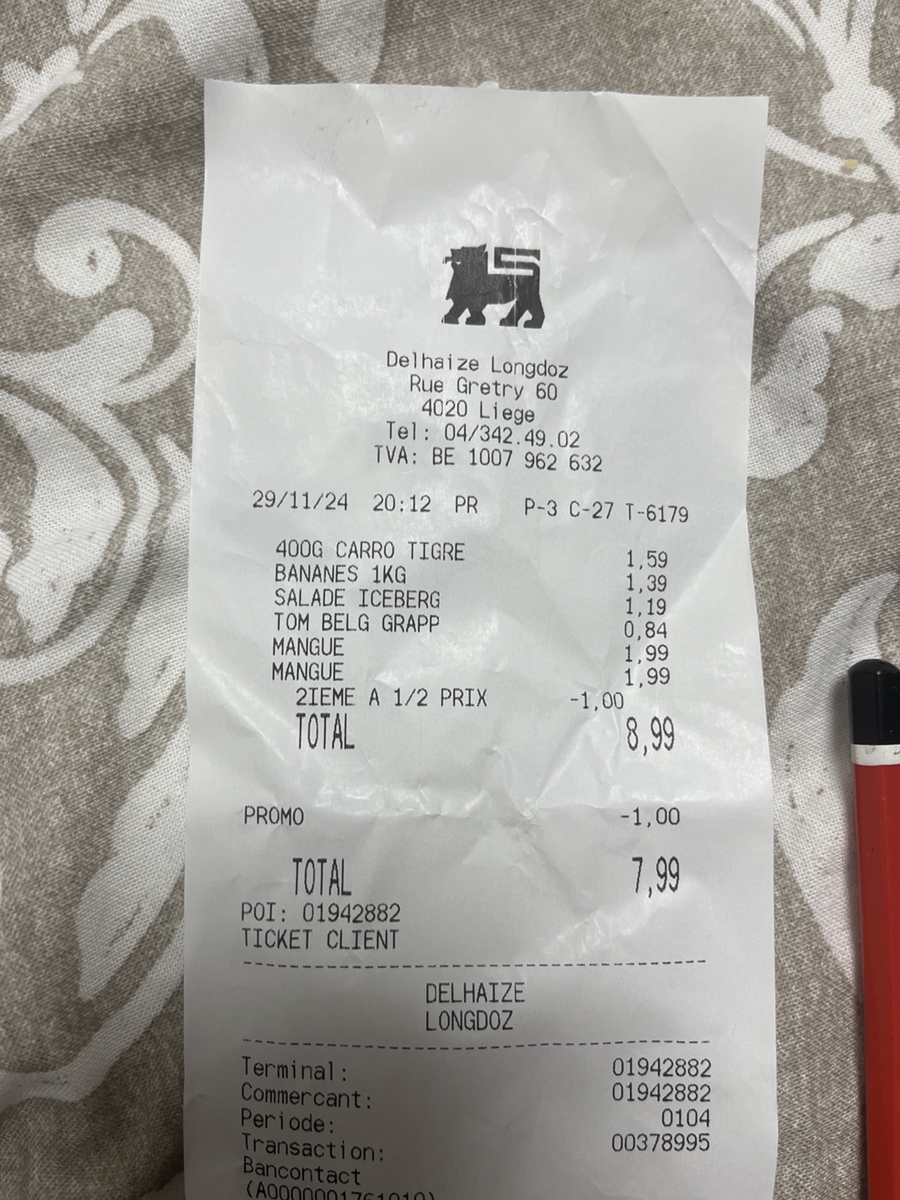 Delhaize Longdoz
Rue Gretry 60
4020 Liege
Tel: 04/342.49.02
TVA: BE 1007 962 632
29/11/24 20:12 PR P-3 C-27 T-6179
400G CARRO TIGRE 1,59
BANANES 1KG 1,39
SALADE ICEBERG 1,19
TOM BELG GRAPP 0,84
MANGUE 1,99
MANGUE 1,99
2IEME A 1/2 PRIX -1,00
TOTAL 8,99
PROMO -1,00
TOTAL 7,99
POI: 01942882
TICKET CLIENT
DELHAIZE
LONGDOZ
Terminal: 01942882
Commercant: 01942882
Periode: 0104
Transaction: 00378995
Bancontact